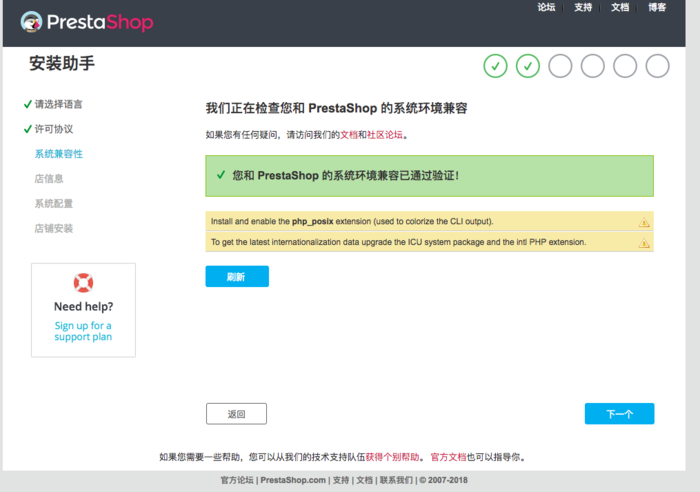 PrestaShop
论坛 | 支持 | 文档 | 博客
安装助手
请选择语言
许可协议
系统兼容性
店信息
系统配置
店铺安装
Need help?
Sign up for a
support plan
我们正在检查您和 PrestaShop 的系统环境兼容
如果您有任何疑问，请访问我们的文档和社区论坛。
您和 PrestaShop 的系统环境兼容已通过验证！
Install and enable the php_posix extension (used to colorize the CLI output).
To get the latest internationalization data upgrade the ICU system package and the intl PHP extension.
刷新
返回
下一个
如果您需要一些帮助，您可以从我们的技术支持队伍获得个别帮助。 官方文档也可以指导你。
官方论坛 | PrestaShop.com | 支持 | 文档 | 联系我们 | © 2007-2018